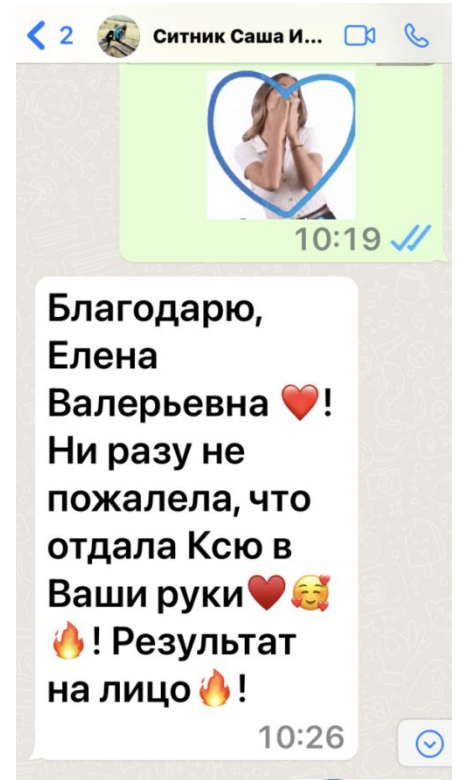 2 Ситник Саша И...
10:19
Благодарю,
Елена
Валерьевна ❤️!
Ни разу не
пожалела, что
отдала Ксю в
Ваши руки♥️🥰
🔥! Результат
на лицо🔥!
10:26